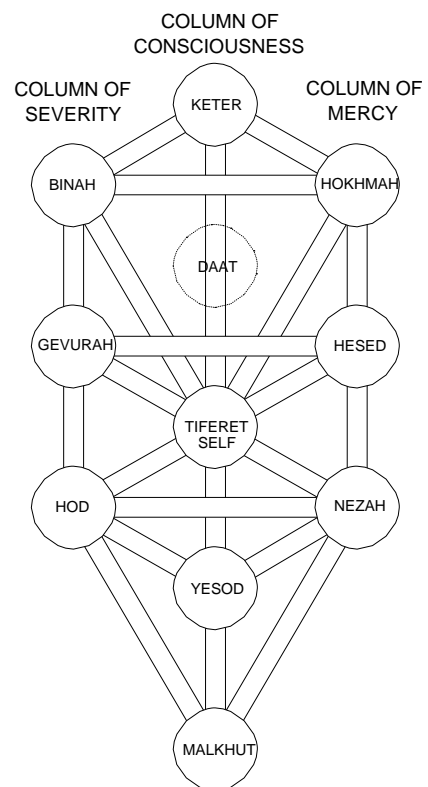 COLUMN OF
CONSCIOUSNESS
COLUMN OF
SEVERITY
COLUMN OF
MERCY
KETER
BINAH
HOKHMAH
DAAT
GEVURAH
HESED
TIFERET
SELF
HOD
NEZAH
YESOD
MALKHUT